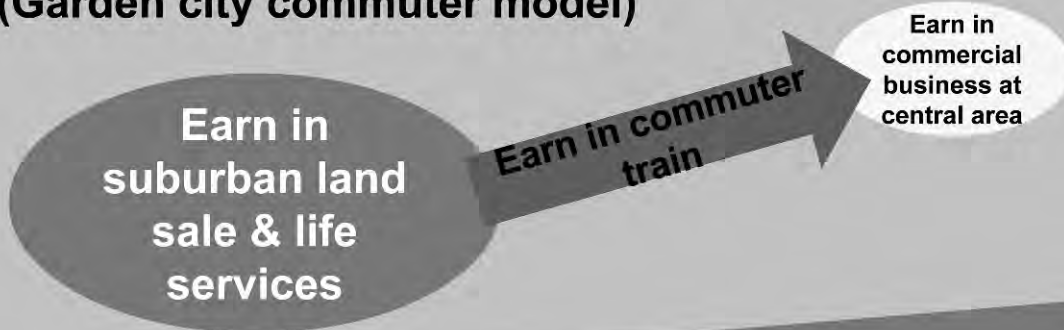 (Garden city commuter model)
Earn in
commercial
business at
central area
Earn in commuter
train
Earn in
suburban land
sale & life
services